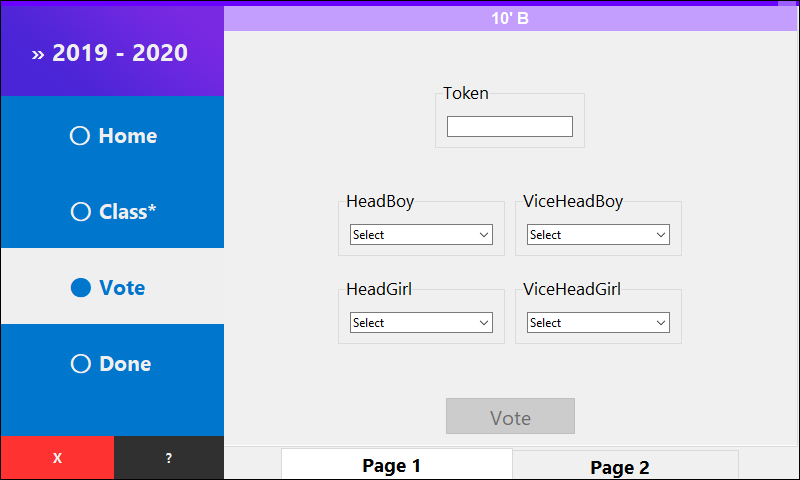 10' B
» 2019 - 2020
Home
Class*
Vote
Done
X
?
Token
HeadBoy
Select
ViceHeadBoy
Select
HeadGirl
Select
ViceHeadGirl
Select
Vote
Page 1
Page 2